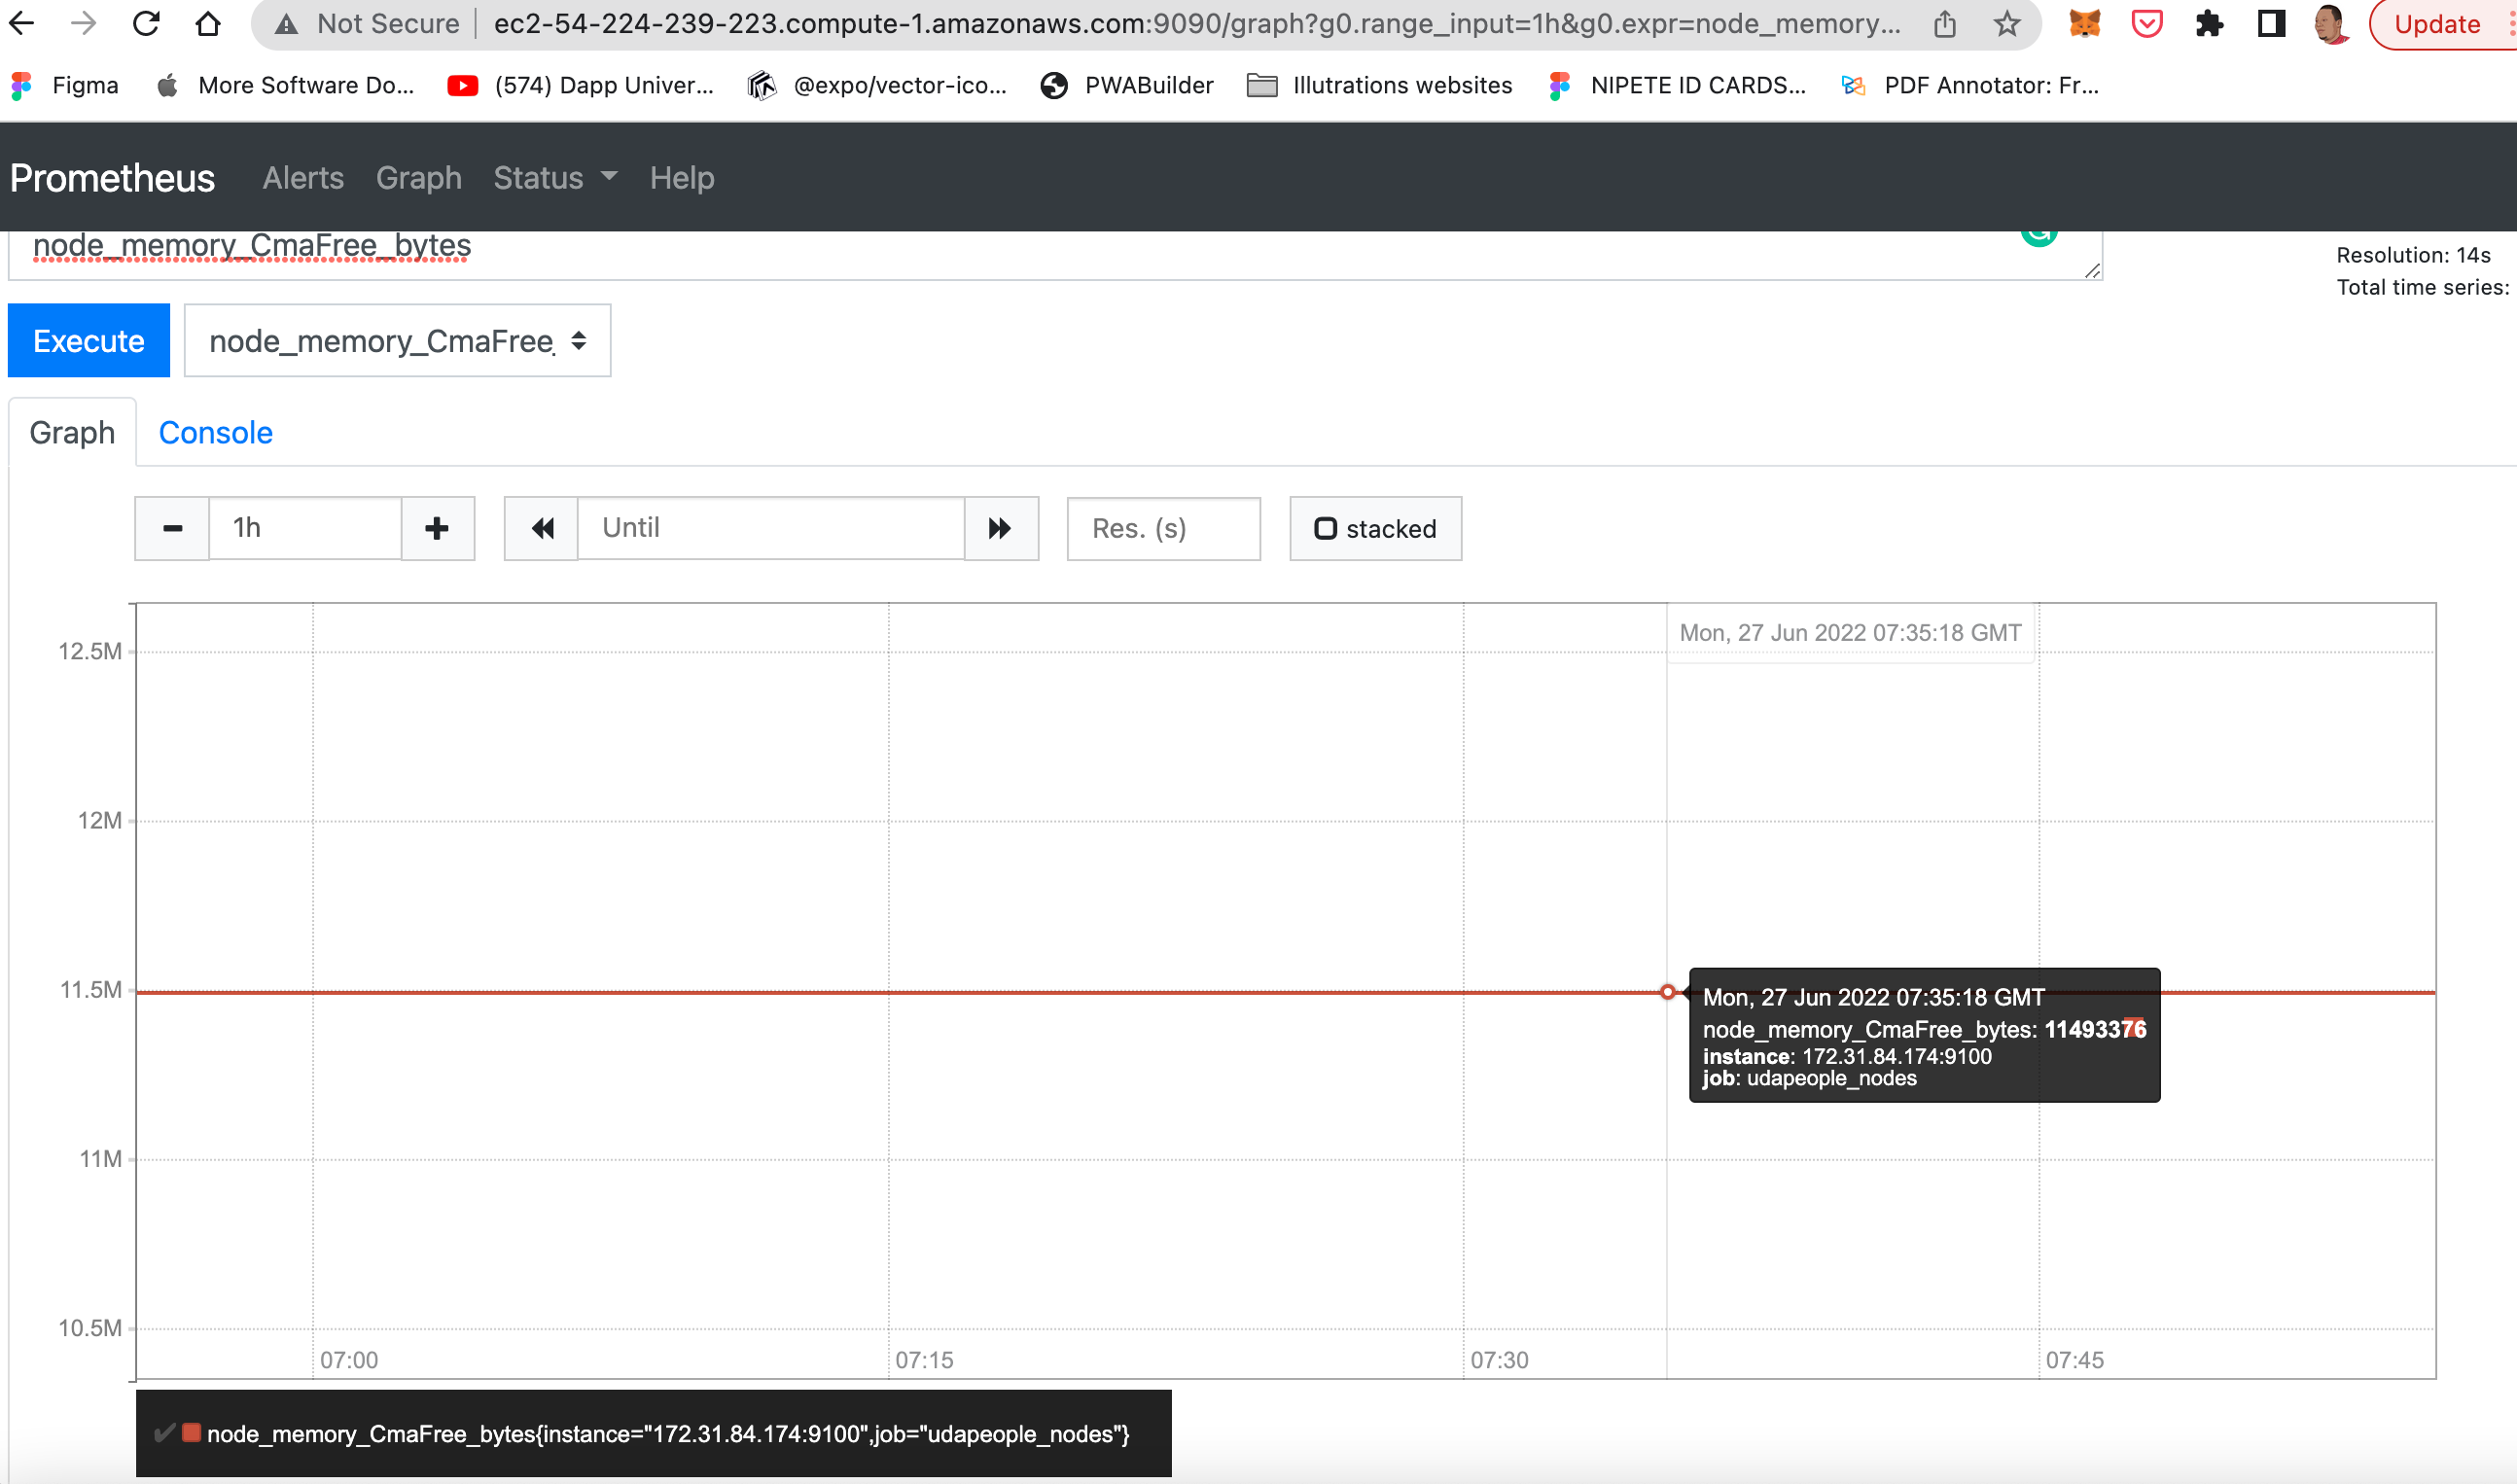 Not Secure ec2-54-224-239-223.compute-1.amazonaws.com:9090/graph?g0.range_input=1h&g0.expr=node_memory... Update
Figma More Software Do... (574) Dapp Univer... @expo/vector-ico... PWABuilder Illutrations websites NIPETE ID CARDS... PDF Annotator: Fr...
Prometheus Alerts Graph Status Help
node_memory_CmaFree_bytes
Resolution: 14s
Total time series:
Execute node_memory_CmaFree_
Graph Console
1h Until Res. (s) stacked
Mon, 27 Jun 2022 07:35:18 GMT
12.5M
12M
11.5M
Mon, 27 Jun 2022 07:35:18 GMT
node_memory_CmaFree_bytes: 11493376
instance: 172.31.84.174:9100
job: udapeople_nodes
11M
10.5M
07:00 07:15 07:30 07:45
node_memory_CmaFree_bytes{instance="172.31.84.174:9100",job="udapeople_nodes"}